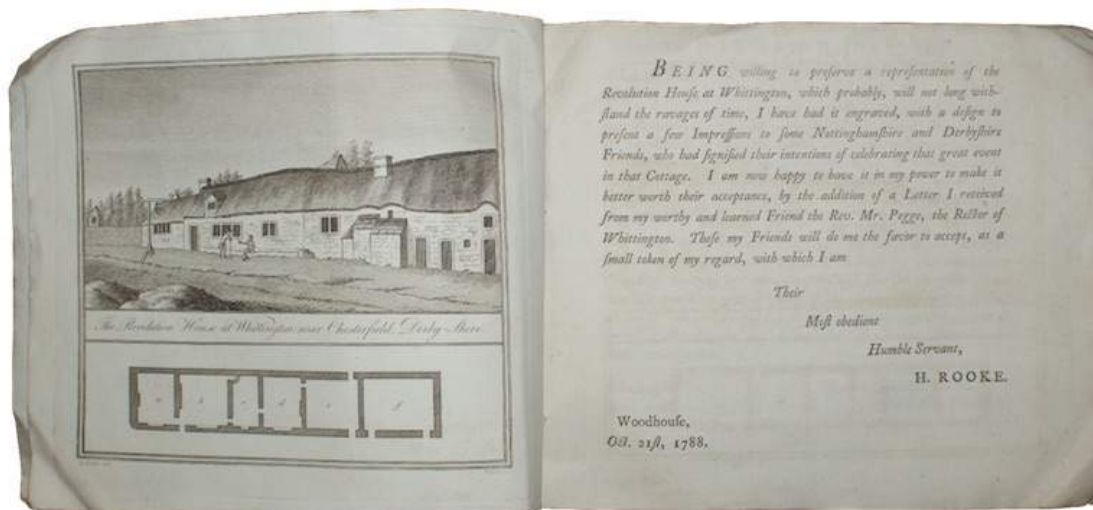 The Revolution House at Whittington near Chesterfield Derby Shire.
a b c d e f
BEING willing to preſerve a repreſentation of the
Revolution Houſe at Whittington, which probably, will not long with-
ſtand the ravages of time, I have had it engraved, with a deſign to
preſent a few Impreſſions to ſome Nottinghamſhire and Derbyſhire
Friends, who had ſignified their intentions of celebrating that great event
in that Cottage. I am now happy to have it in my power to make it
better worth their acceptance, by the addition of a Letter I received
from my worthy and learned Friend the Rev. Mr. Pegge, the Rector of
Whittington. Theſe my Friends will do me the favor to accept, as a
ſmall token of my regard, with which I am
Their
Moſt obedient
Humble Servant,
H. ROOKE.
Woodhouſe,
Oct. 21ſt, 1788.